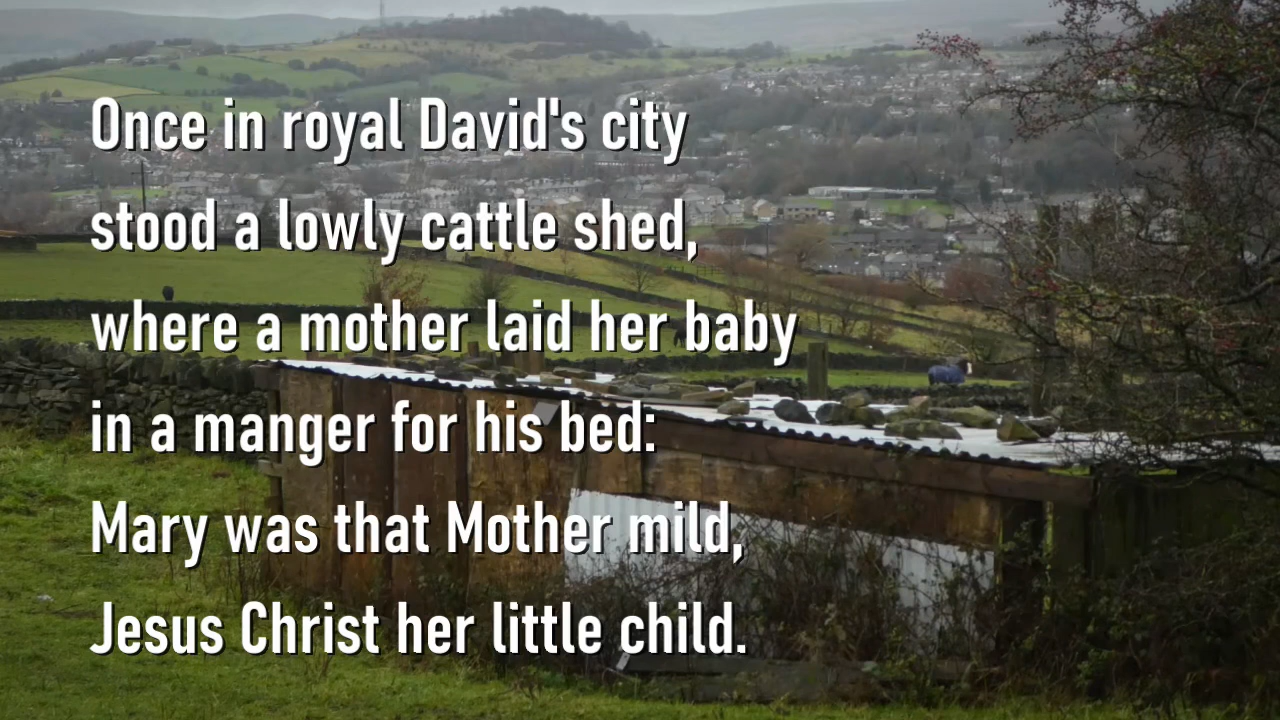 Once in royal David's city
stood a lowly cattle shed,
where a mother laid her baby
in a manger for his bed:
Mary was that Mother mild,
Jesus Christ her little child.